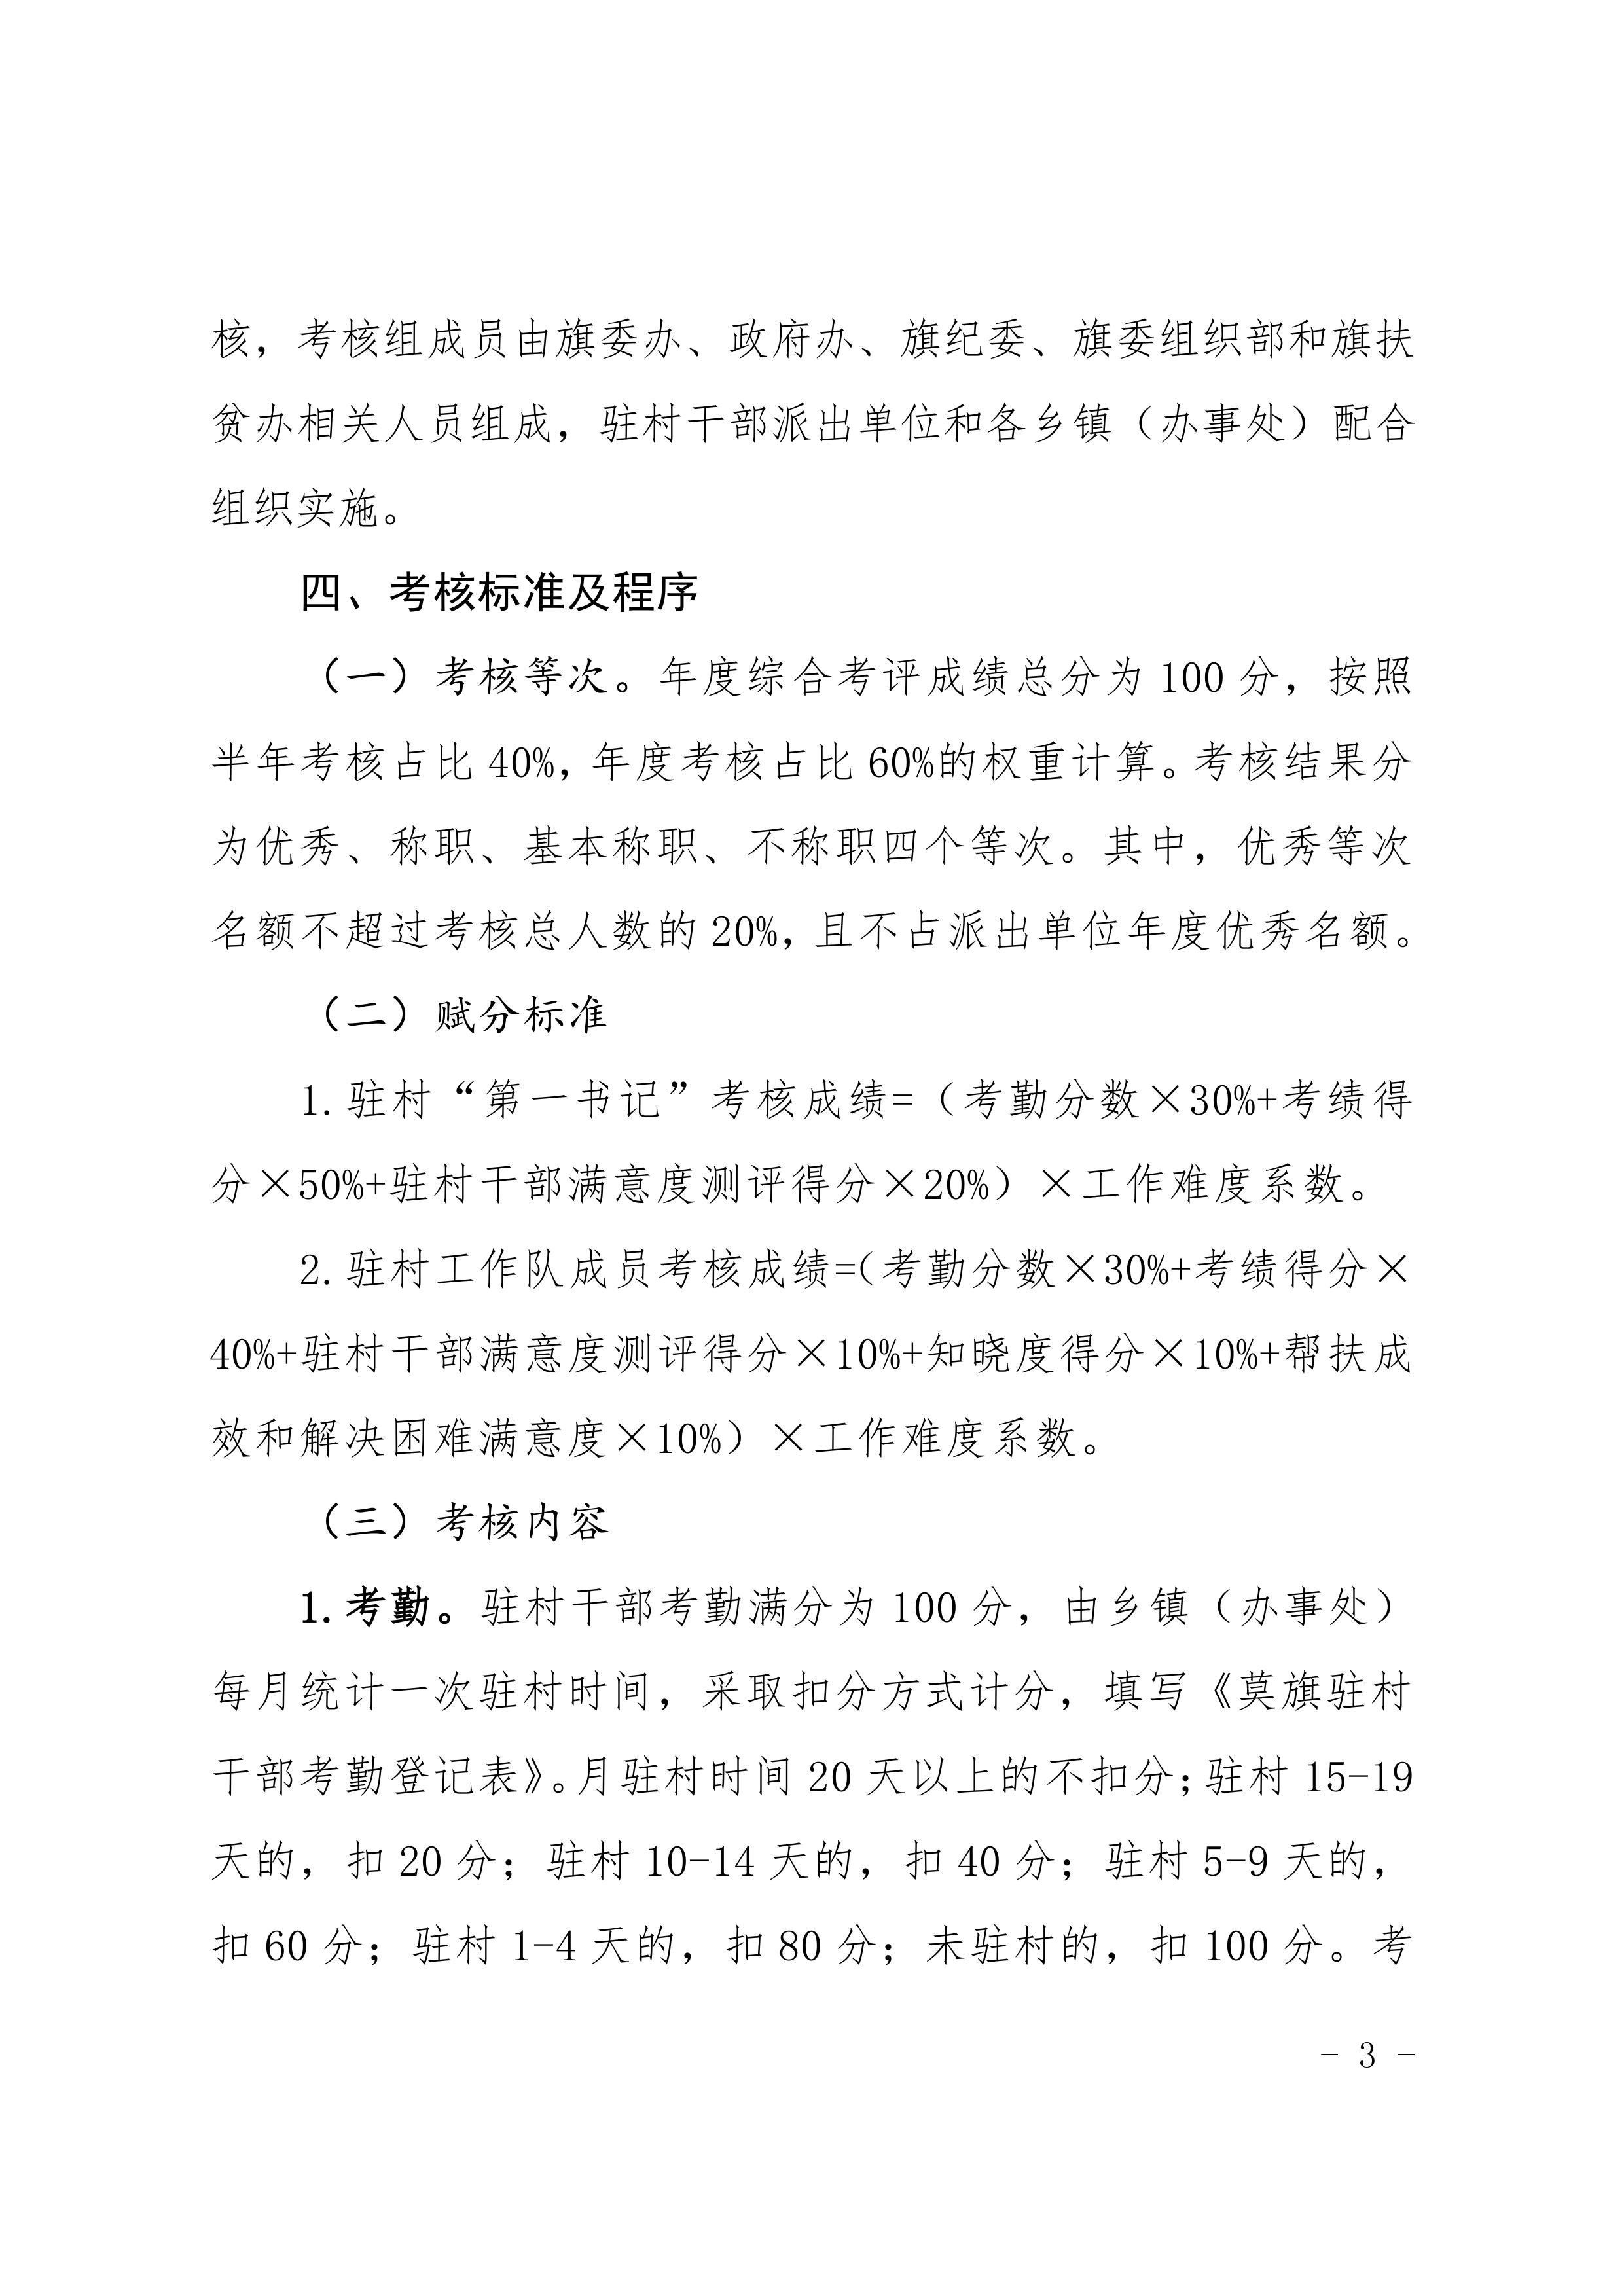 核，考核组成员由旗委办、政府办、旗纪委、旗委组织部和旗扶
贫办相关人员组成，驻村干部派出单位和各乡镇（办事处）配合
组织实施。
四、考核标准及程序
（一）考核等次。年度综合考评成绩总分为 100 分，按照
半年考核占比 40%，年度考核占比 60%的权重计算。考核结果分
为优秀、称职、基本称职、不称职四个等次。其中，优秀等次
名额不超过考核总人数的 20%，且不占派出单位年度优秀名额。
（二）赋分标准
1.驻村“第一书记”考核成绩=（考勤分数×30%+考绩得
分×50%+驻村干部满意度测评得分×20%）×工作难度系数。
2.驻村工作队成员考核成绩=（考勤分数×30%+考绩得分×
40%+驻村干部满意度测评得分×10%+知晓度得分×10%+帮扶成
效和解决困难满意度×10%）×工作难度系数。
（三）考核内容
1.考勤。驻村干部考勤满分为 100 分，由乡镇（办事处）
每月统计一次驻村时间，采取扣分方式计分，填写《莫旗驻村
干部考勤登记表》。月驻村时间 20 天以上的不扣分；驻村 15-19
天的，扣 20 分；驻村 10-14 天的，扣 40 分；驻村 5-9 天的，
扣 60 分；驻村 1-4 天的，扣 80 分；未驻村的，扣 100 分。考
- 3 -